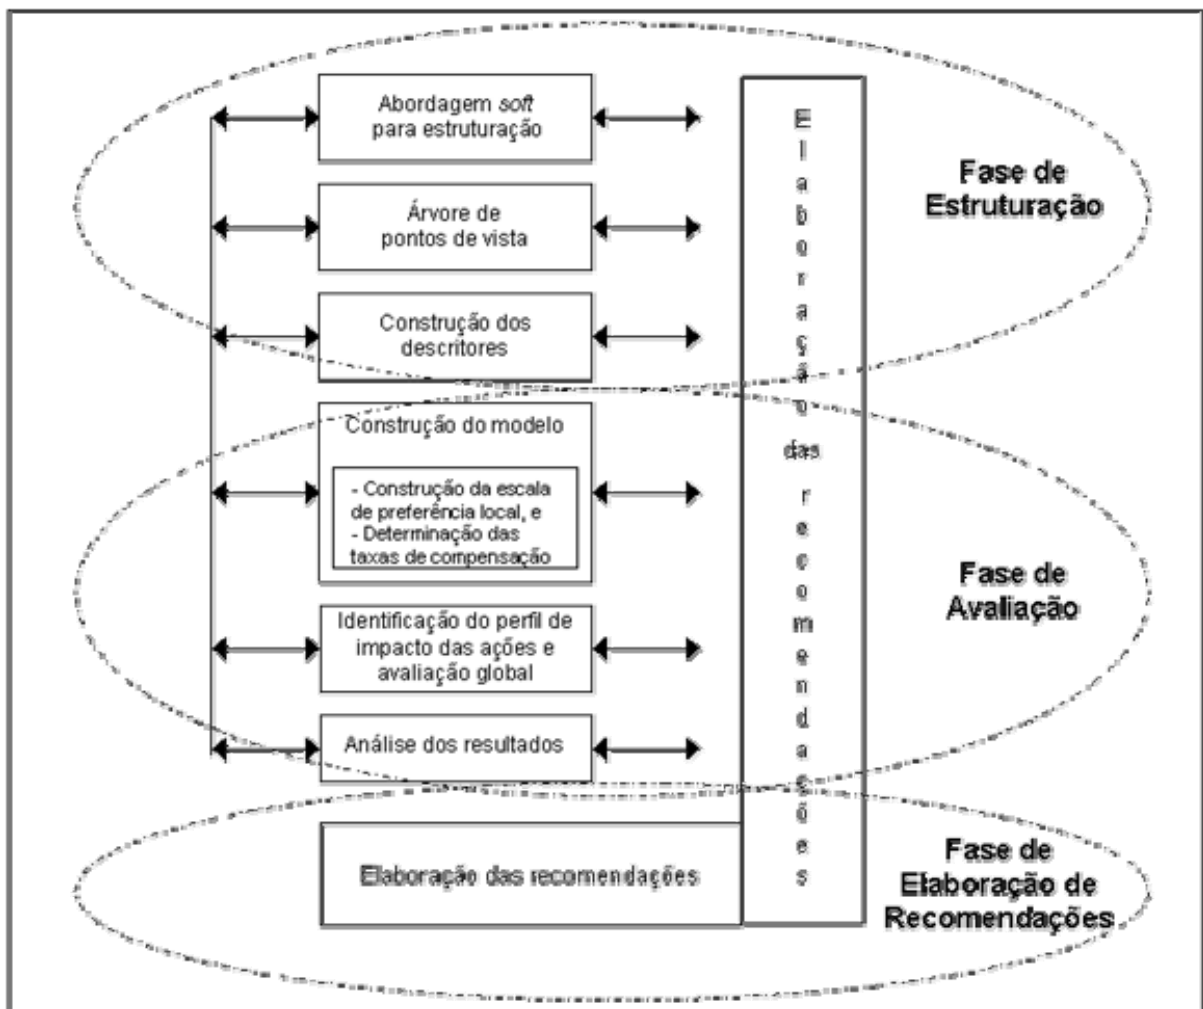 Abordagem soft
para estruturação
Árvore de
pontos de vista
Construção dos
descritores
Fase de
Estruturação
Construção do modelo
- Construção da escala
de preferência local, e
- Determinação das
taxas de compensação
Identificação do perfil de
impacto das ações e
avaliação global
Análise dos resultados
Fase de
Avaliação
Elaboração das recomendações
Elaboração das recomendações
Fase de
Elaboração de
Recomendações